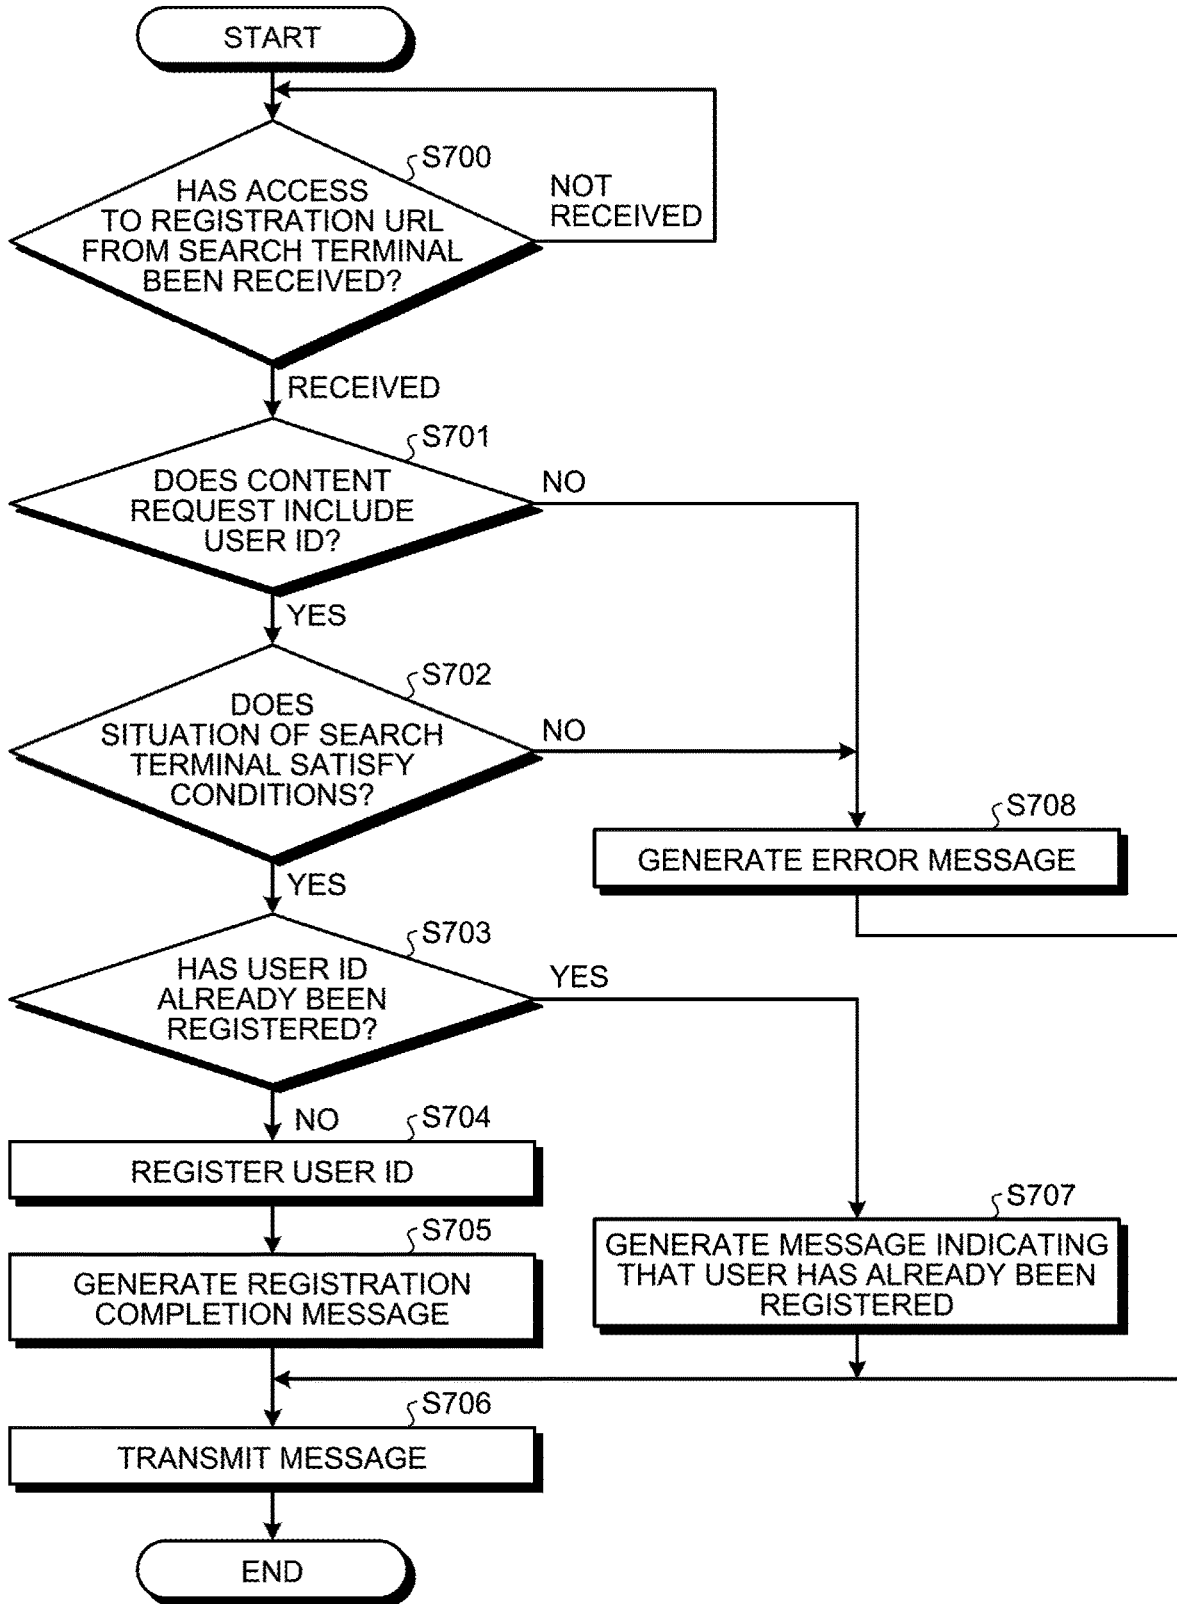 START
S700
HAS ACCESS
TO REGISTRATION URL
FROM SEARCH TERMINAL
BEEN RECEIVED?
NOT
RECEIVED
RECEIVED
S701
DOES CONTENT
REQUEST INCLUDE
USER ID?
NO
YES
S702
DOES
SITUATION OF SEARCH
TERMINAL SATISFY
CONDITIONS?
NO
S708
GENERATE ERROR MESSAGE
YES
S703
HAS USER ID
ALREADY BEEN
REGISTERED?
YES
NO
S704
REGISTER USER ID
S705
GENERATE REGISTRATION
COMPLETION MESSAGE
S707
GENERATE MESSAGE INDICATING
THAT USER HAS ALREADY BEEN
REGISTERED
S706
TRANSMIT MESSAGE
END